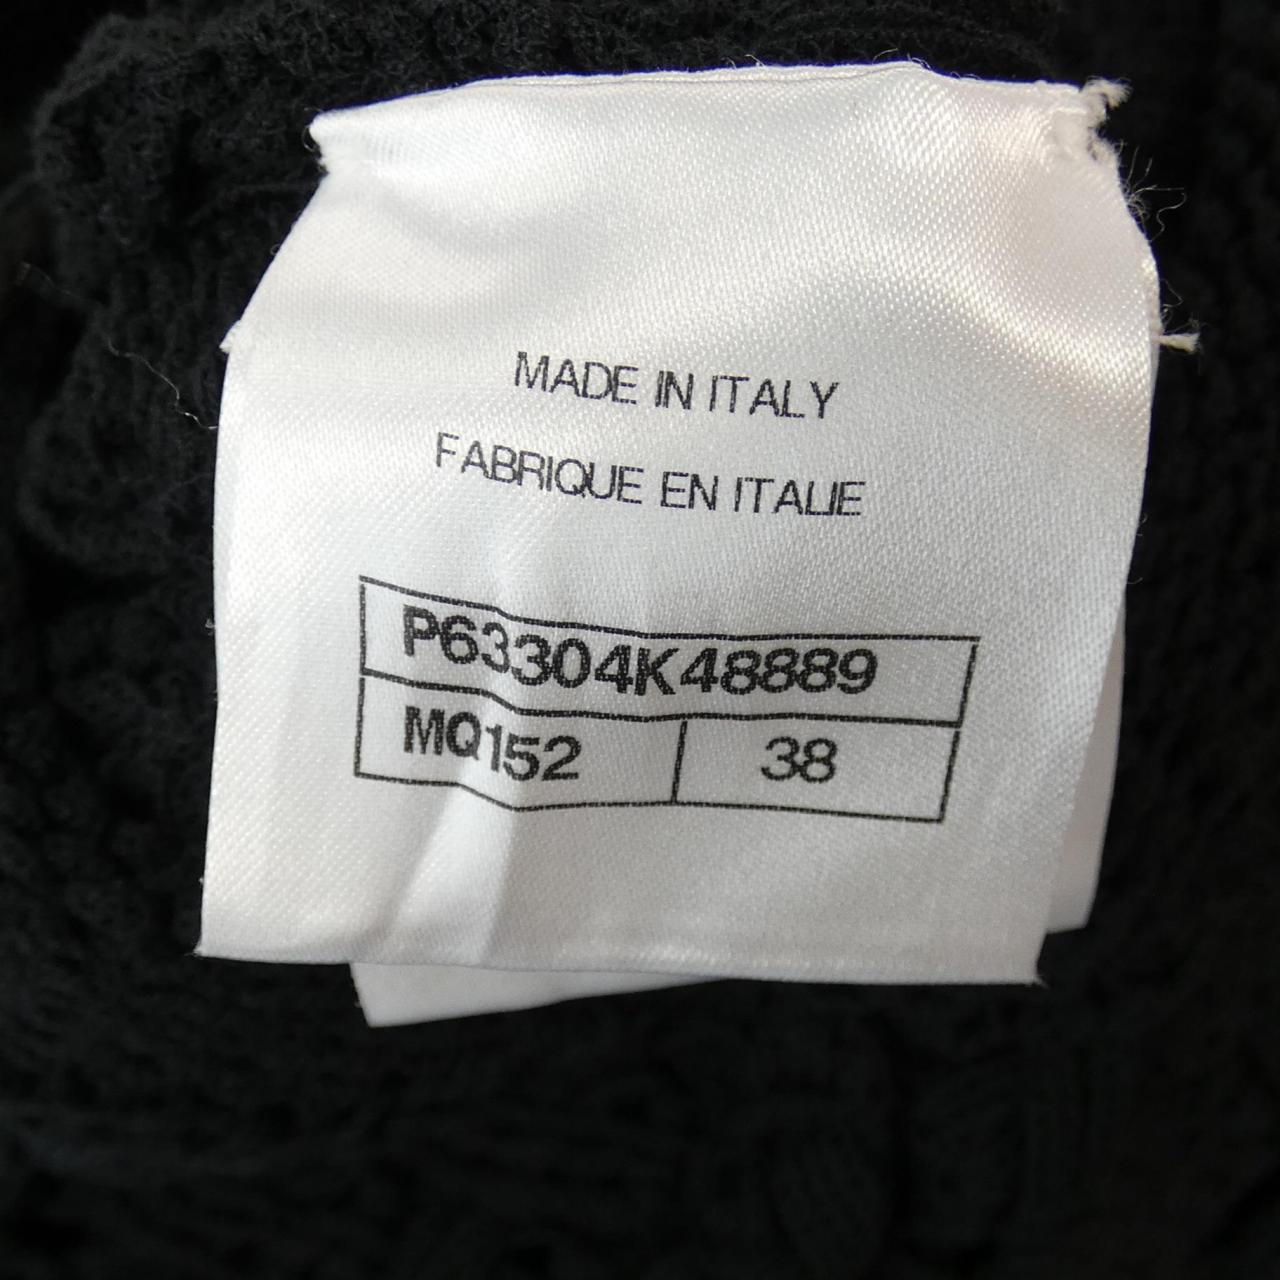 MADE IN ITALY
FABRIQUE EN ITALIE
P63304K48889
MQ152 38